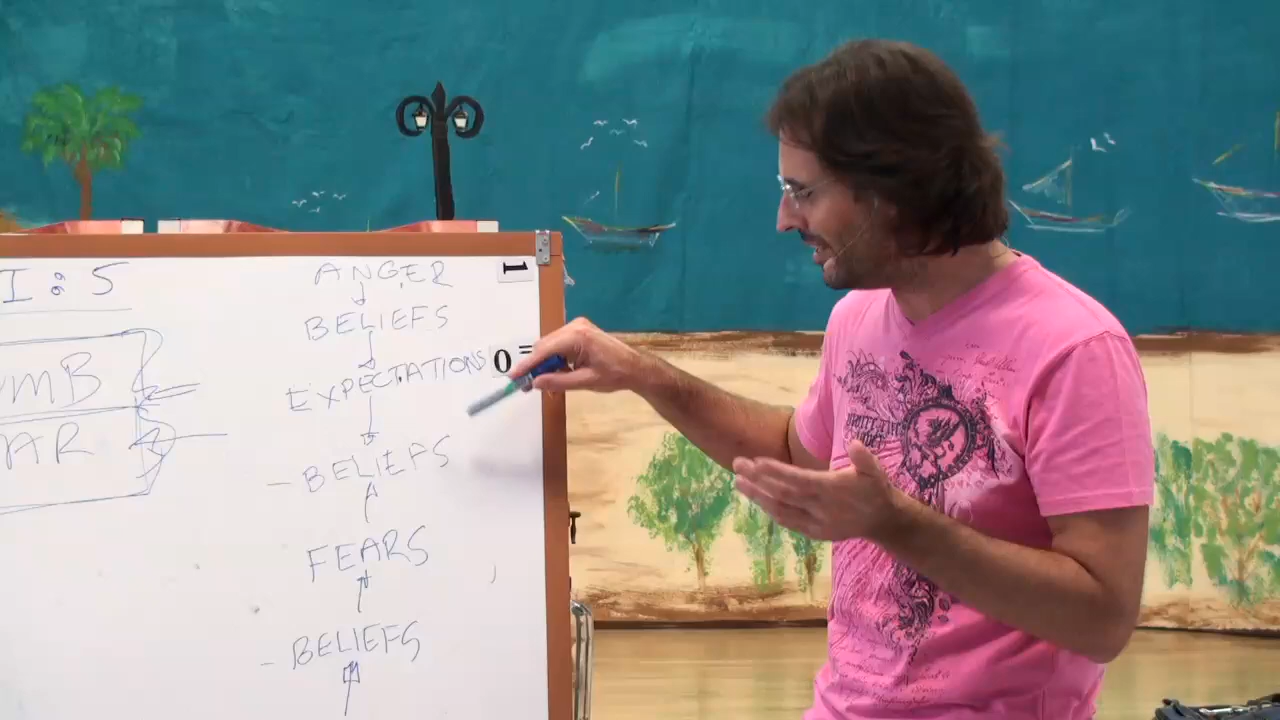 I : 5
ANGER
BELIEFS
EXPECTATIONS
- BELIEFS
FEARS
- BELIEFS
MB
AR
1
0 =